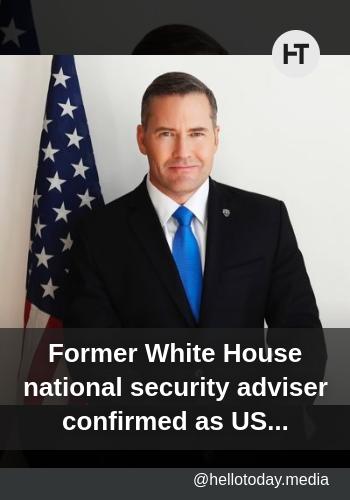 HT
Former White House
national security adviser
confirmed as US...
@hellotoday.media